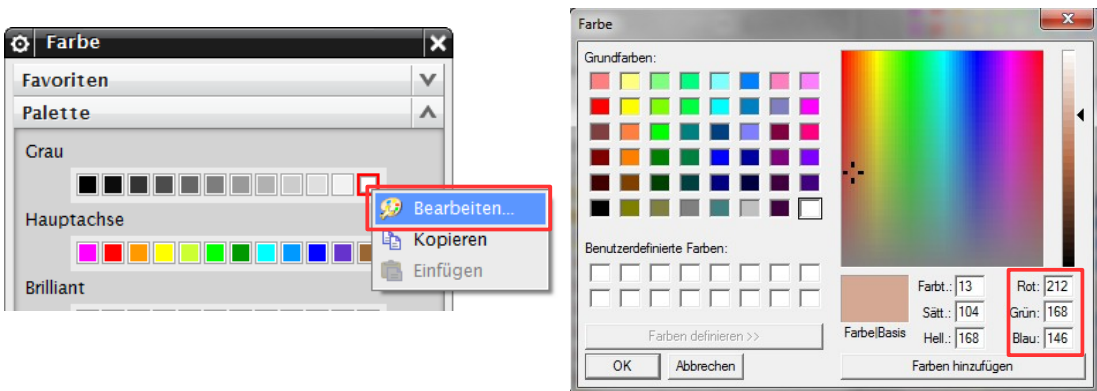 Farbe
Favoriten
Palette
Grau
Bearbeiten...
Kopieren
Einfügen
Hauptachse
Brilliant
Farbe
Grundfarben:
Benutzerdefinierte Farben:
Farben definieren >>
OK Abbrechen
Farbe|Basis
Farbt.: 13 Rot: 212
Sätt.: 104 Grün: 168
Hell.: 168 Blau: 146
Farben hinzufügen